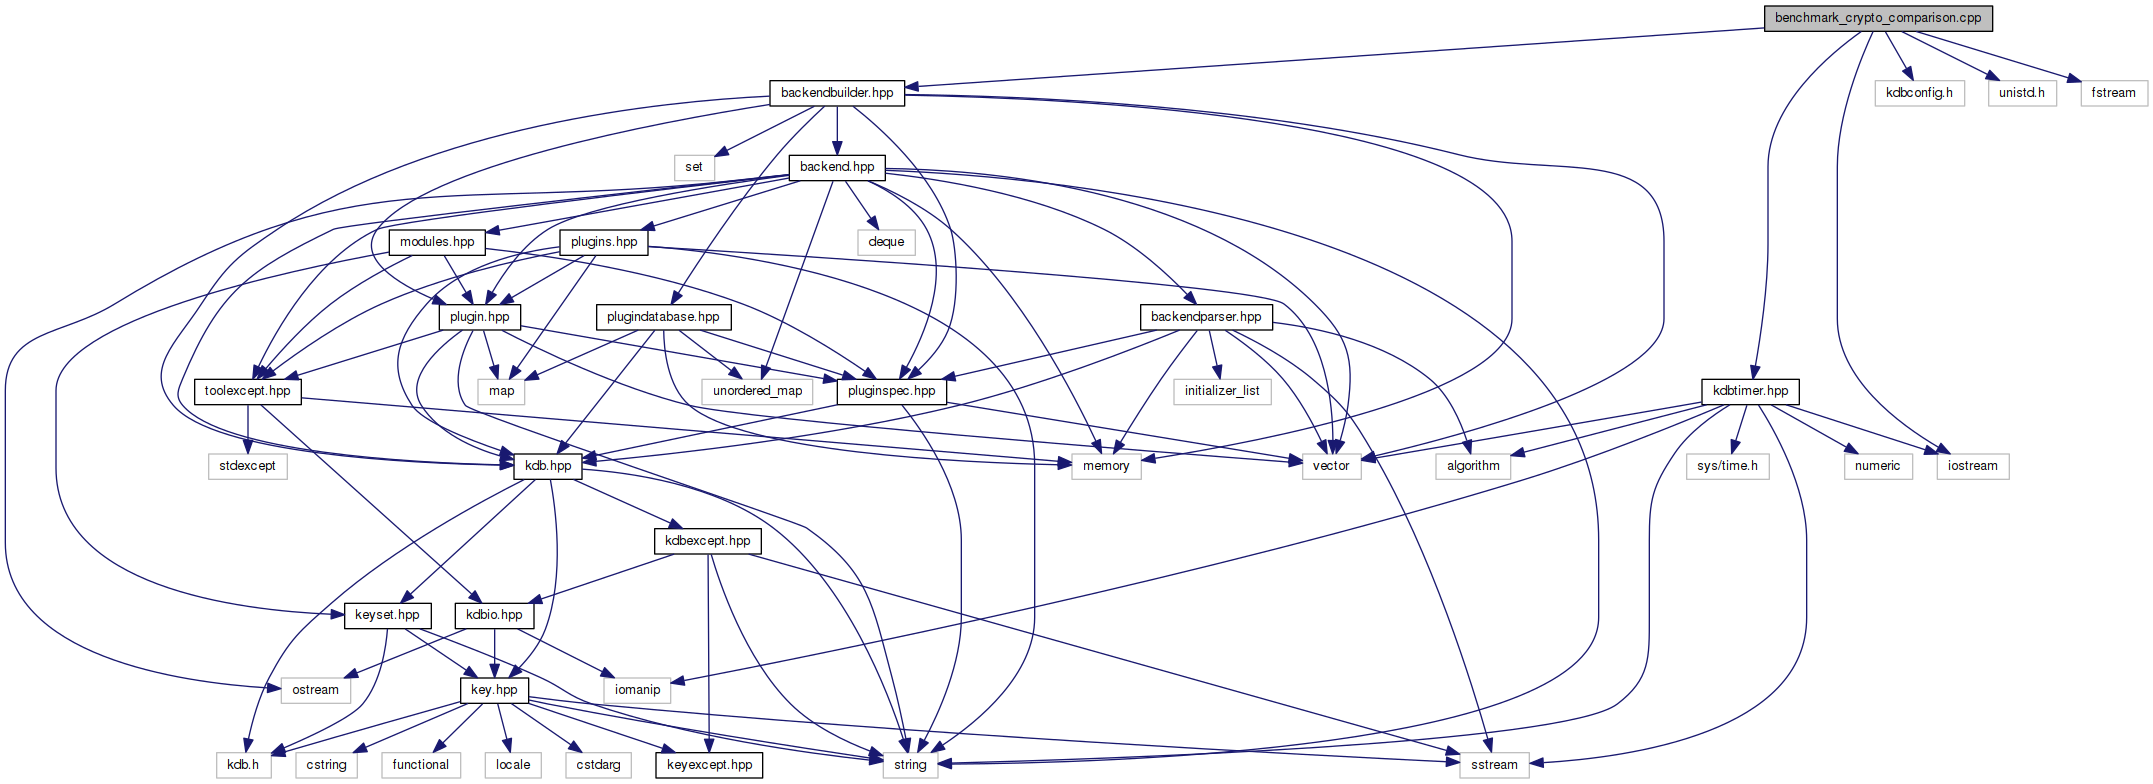 benchmark_crypto_comparison.cpp
backendbuilder.hpp
kdbconfig.h
unistd.h
fstream
set
backend.hpp
modules.hpp
plugins.hpp
deque
plugin.hpp
plugindatabase.hpp
backendparser.hpp
toolexcept.hpp
map
unordered_map
pluginspec.hpp
initializer_list
kdbtimer.hpp
stdexcept
kdb.hpp
memory
vector
algorithm
sys/time.h
numeric
iostream
kdbexcept.hpp
keyset.hpp
kdbio.hpp
ostream
key.hpp
iomanip
kdb.h
cstring
functional
locale
cstdarg
keyexcept.hpp
string
sstream